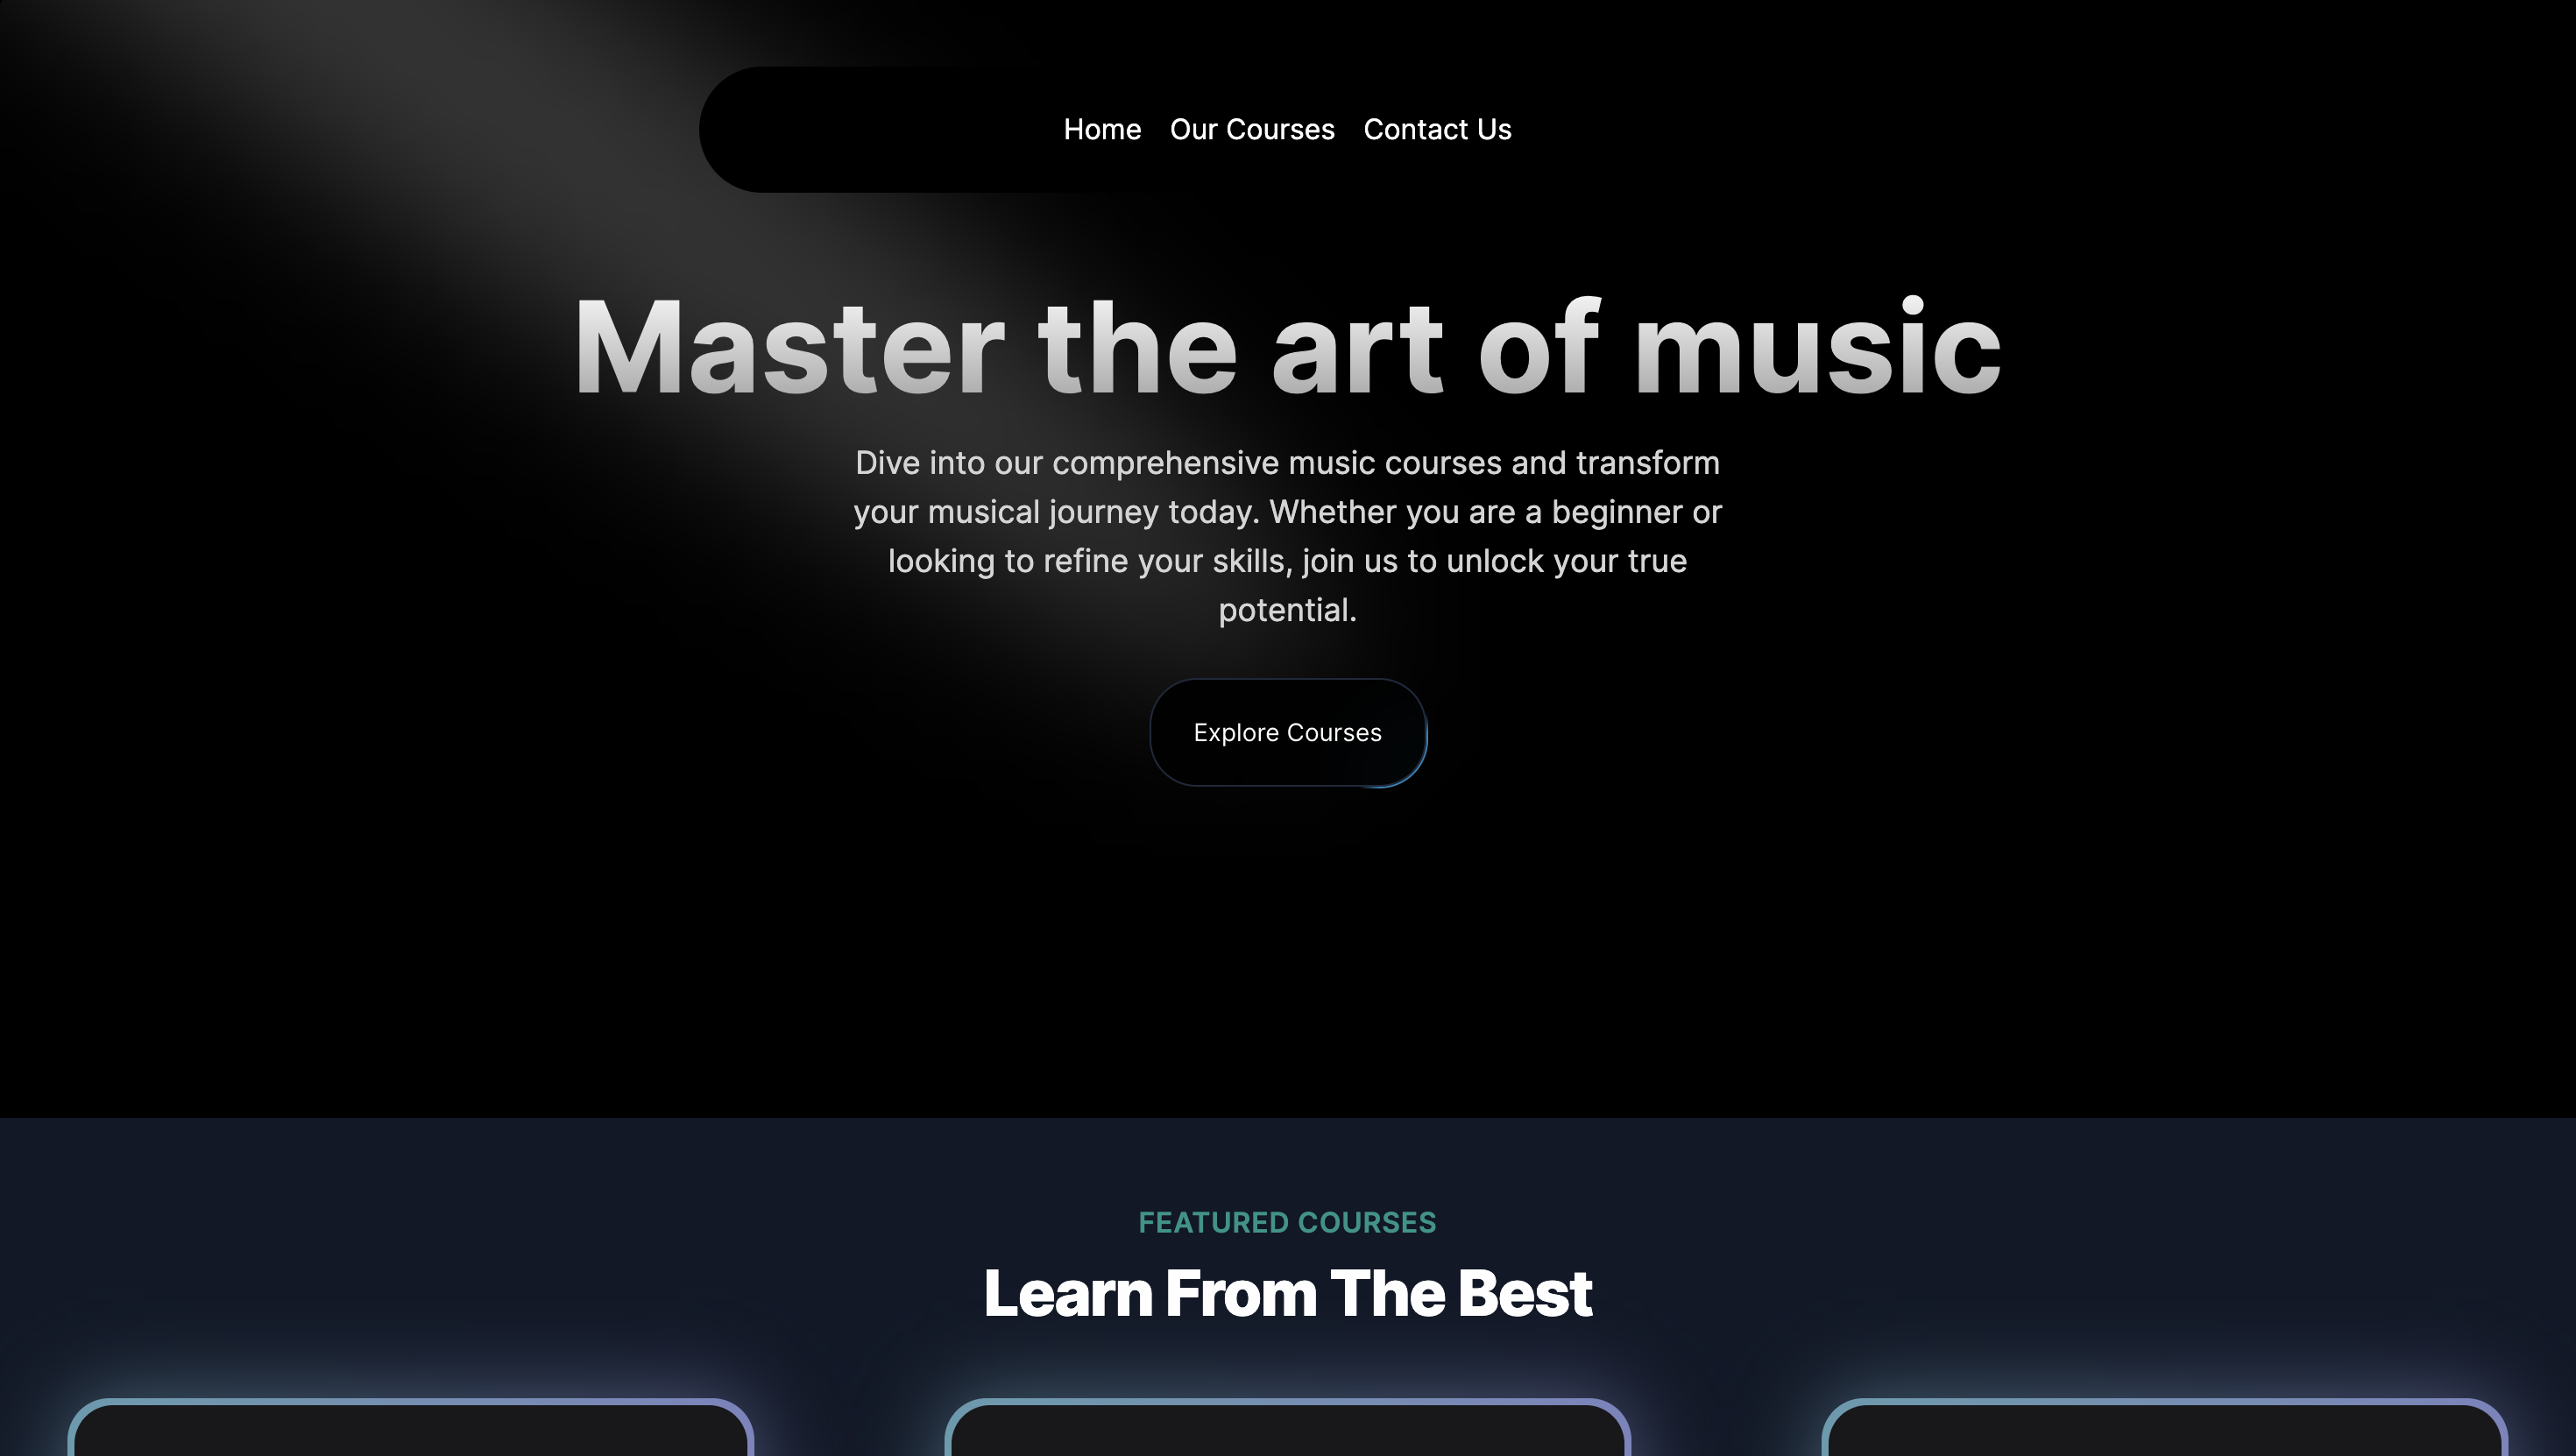 Home Our Courses Contact Us
Master the art of music
Dive into our comprehensive music courses and transform
your musical journey today. Whether you are a beginner or
looking to refine your skills, join us to unlock your true
potential.
Explore Courses
FEATURED COURSES
Learn From The Best